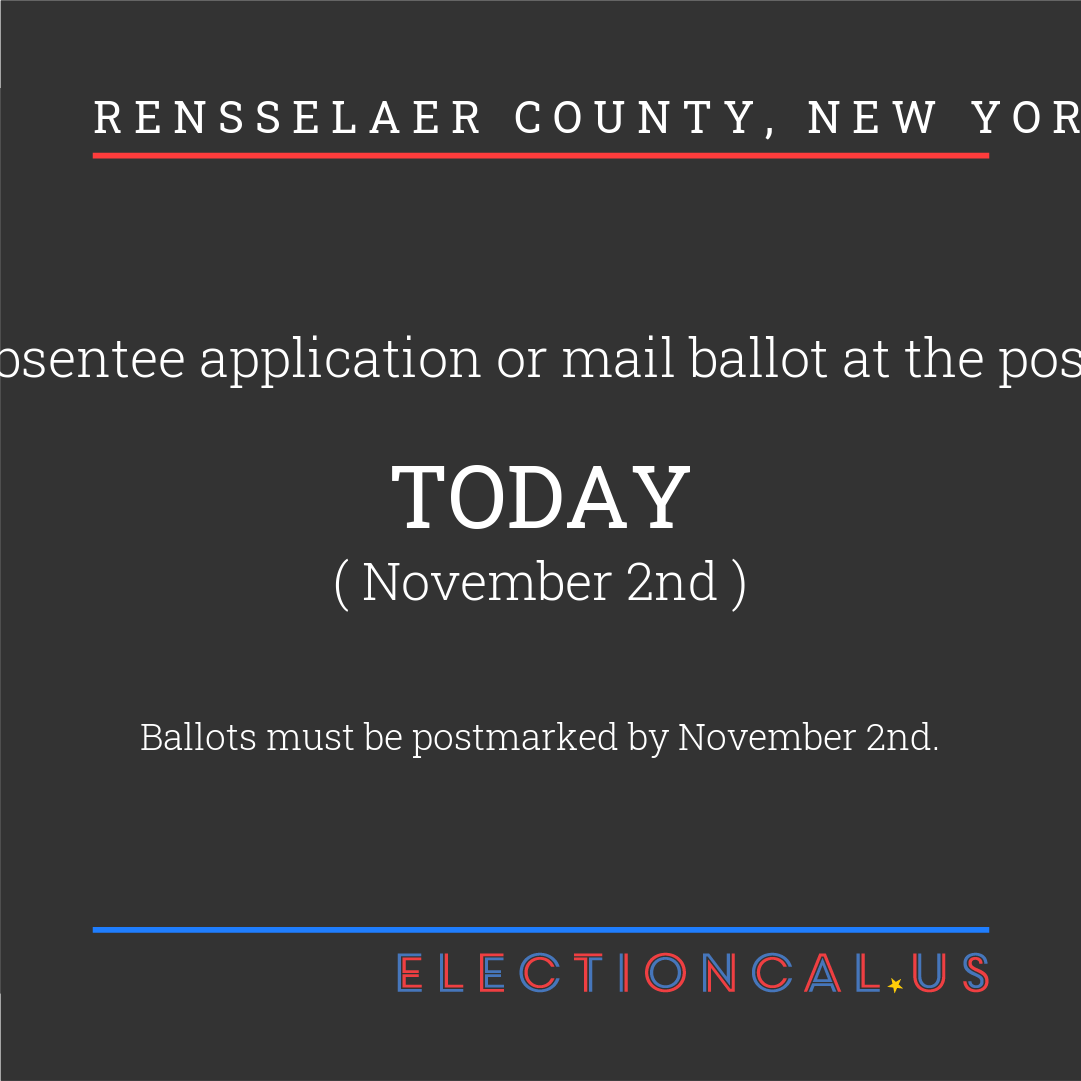 RENSSELAER COUNTY, NEW YOR
bsentee application or mail ballot at the pos
TODAY
( November 2nd )
Ballots must be postmarked by November 2nd.
ELECTIONCAL.US